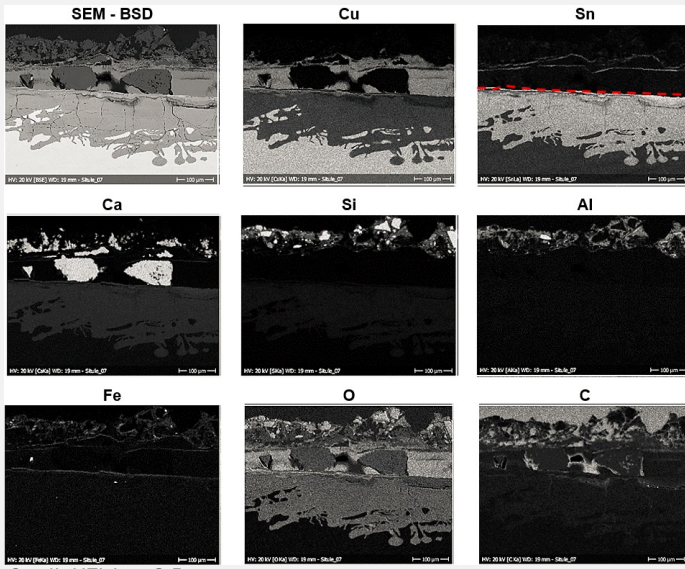 SEM - BSD
Cu
Sn
HV: 20 kV [BSE] WD: 19 mm - Situle_07 100 µm
HV: 20 kV [CuKa] WD: 19 mm - Situle_07 100 µm
HV: 20 kV [SnLa] WD: 19 mm - Situle_07 100 µm
Ca
Si
Al
HV: 20 kV [CaKa] WD: 19 mm - Situle_07 100 µm
HV: 20 kV [SiKa] WD: 19 mm - Situle_07 100 µm
HV: 20 kV [AlKa] WD: 19 mm - Situle_07 100 µm
Fe
O
C
HV: 20 kV [FeKa] WD: 19 mm - Situle_07 100 µm
HV: 20 kV [OKa] WD: 19 mm - Situle_07 100 µm
HV: 20 kV [CKa] WD: 19 mm - Situle_07 100 µm